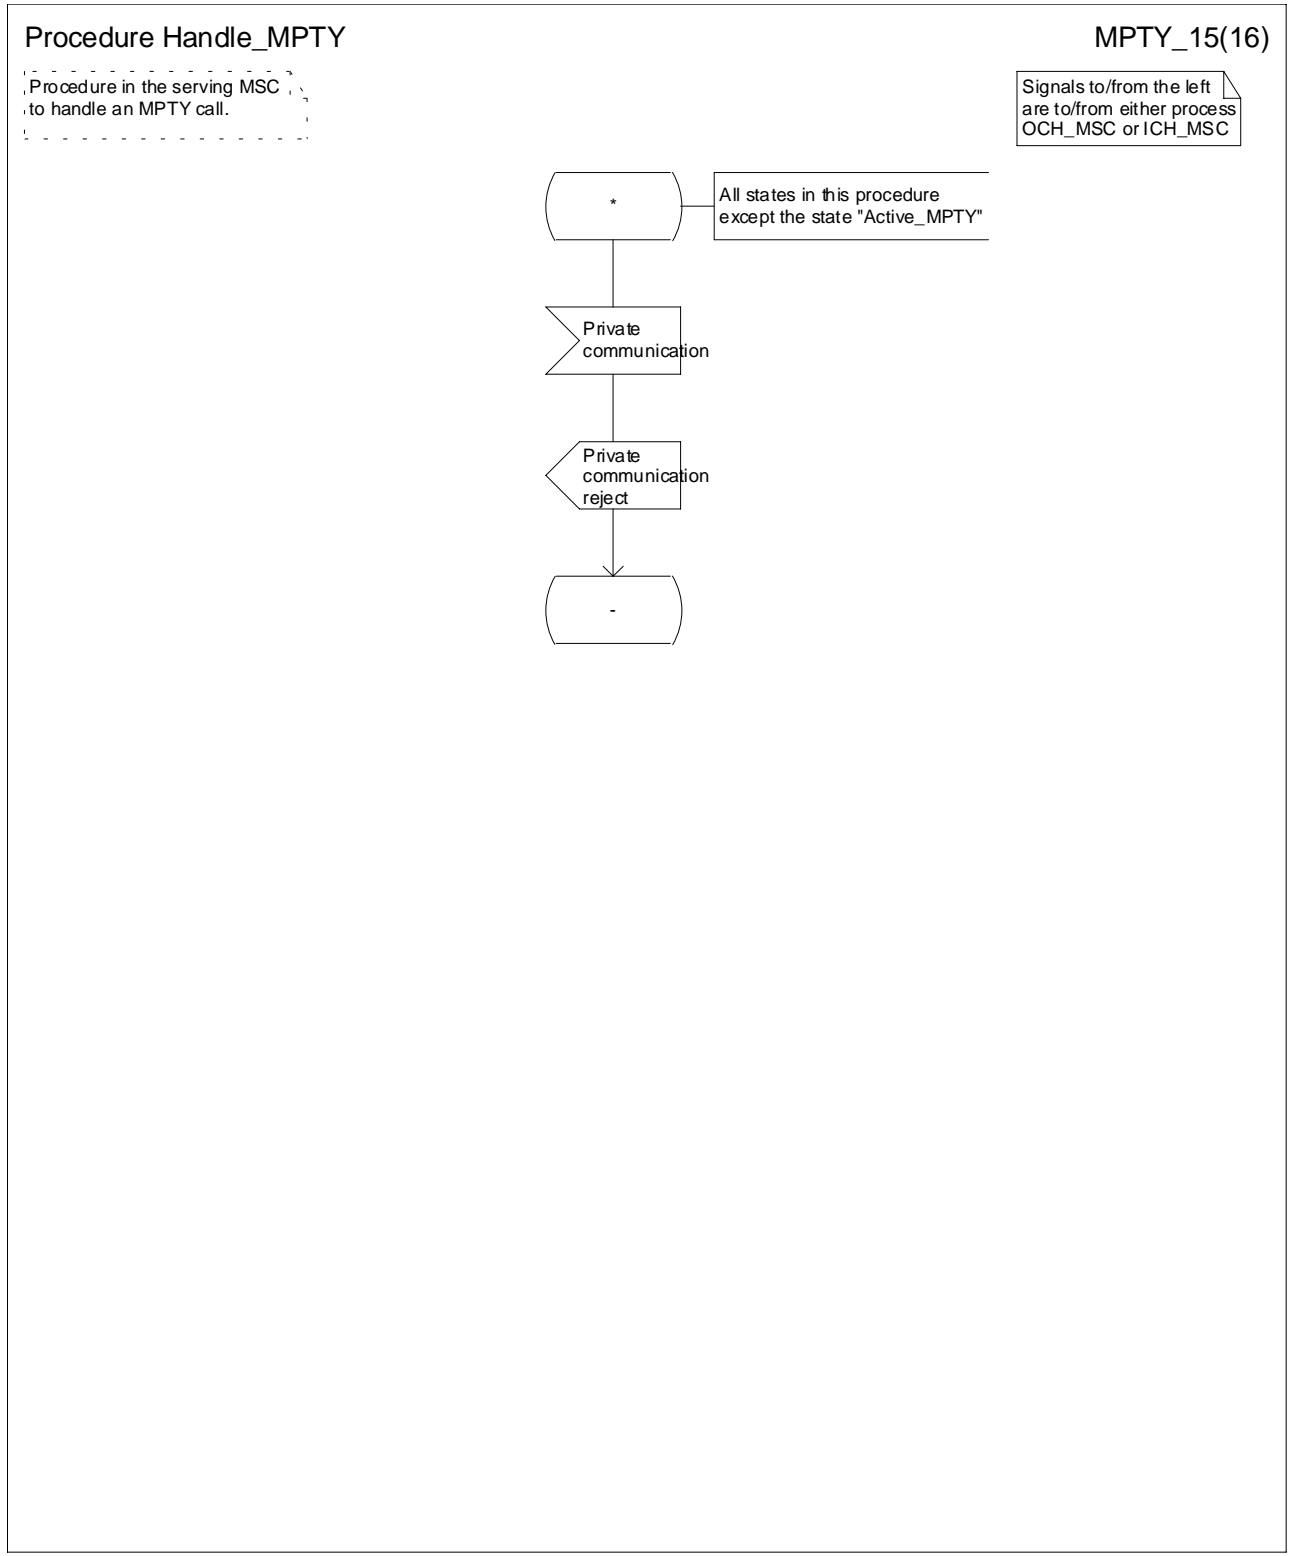 Procedure Handle_MPTY
MPTY_15(16)
Procedure in the serving MSC
to handle an MPTY call.
Signals to/from the left
are to/from either process
OCH_MSC or ICH_MSC
*
All states in this procedure
except the state "Active_MPTY"
Private
communication
Private
communication
reject
-